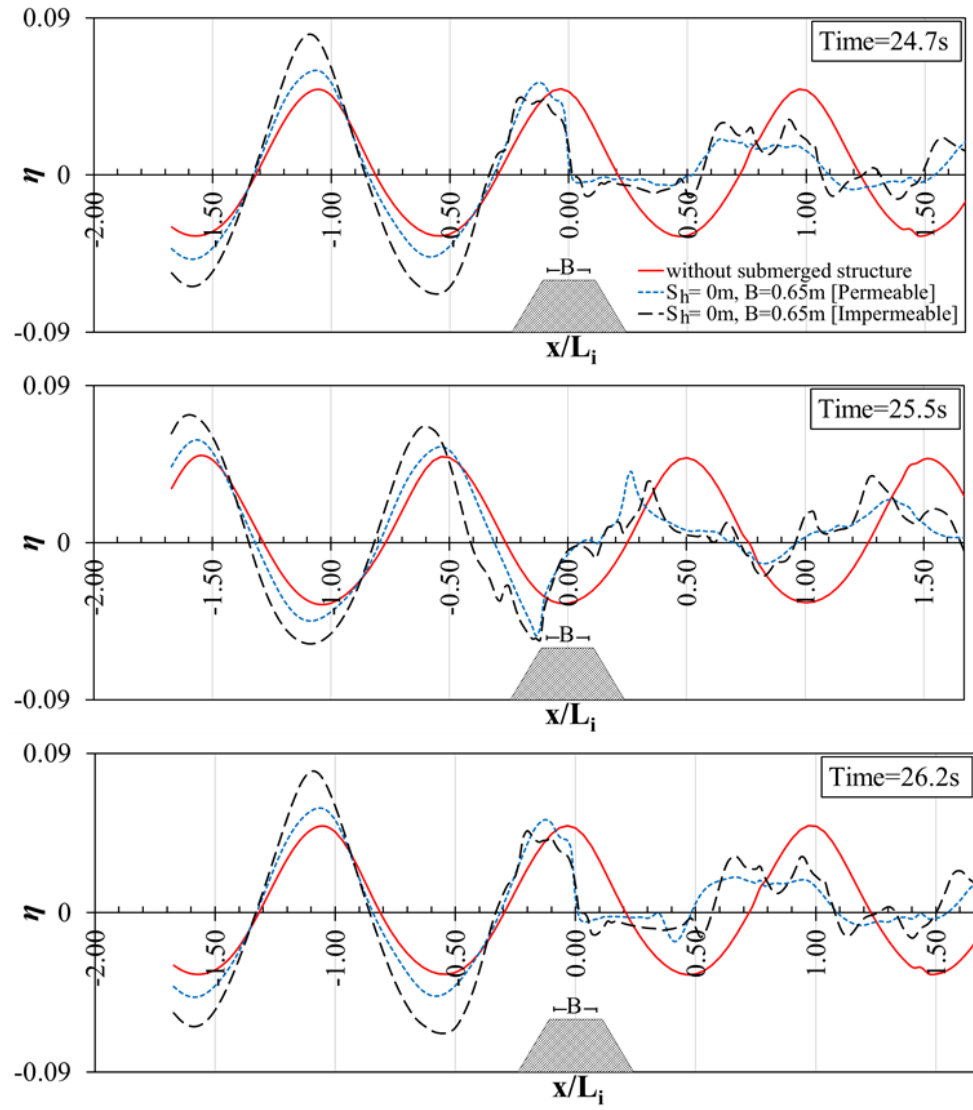 0.09
Time=24.7s
η
0
-2.00
-1.50
-1.00
-0.50
0.00
0.50
1.00
1.50
B
without submerged structure
Sh= 0m, B=0.65m [Permeable]
Sh= 0m, B=0.65m [Impermeable]
-0.09
x/Li
0.09
Time=25.5s
η
0
-2.00
-1.50
-1.00
-0.50
0.00
0.50
1.00
1.50
B
-0.09
x/Li
0.09
Time=26.2s
η
0
-2.00
-1.50
-1.00
-0.50
0.00
0.50
1.00
1.50
B
-0.09
x/Li